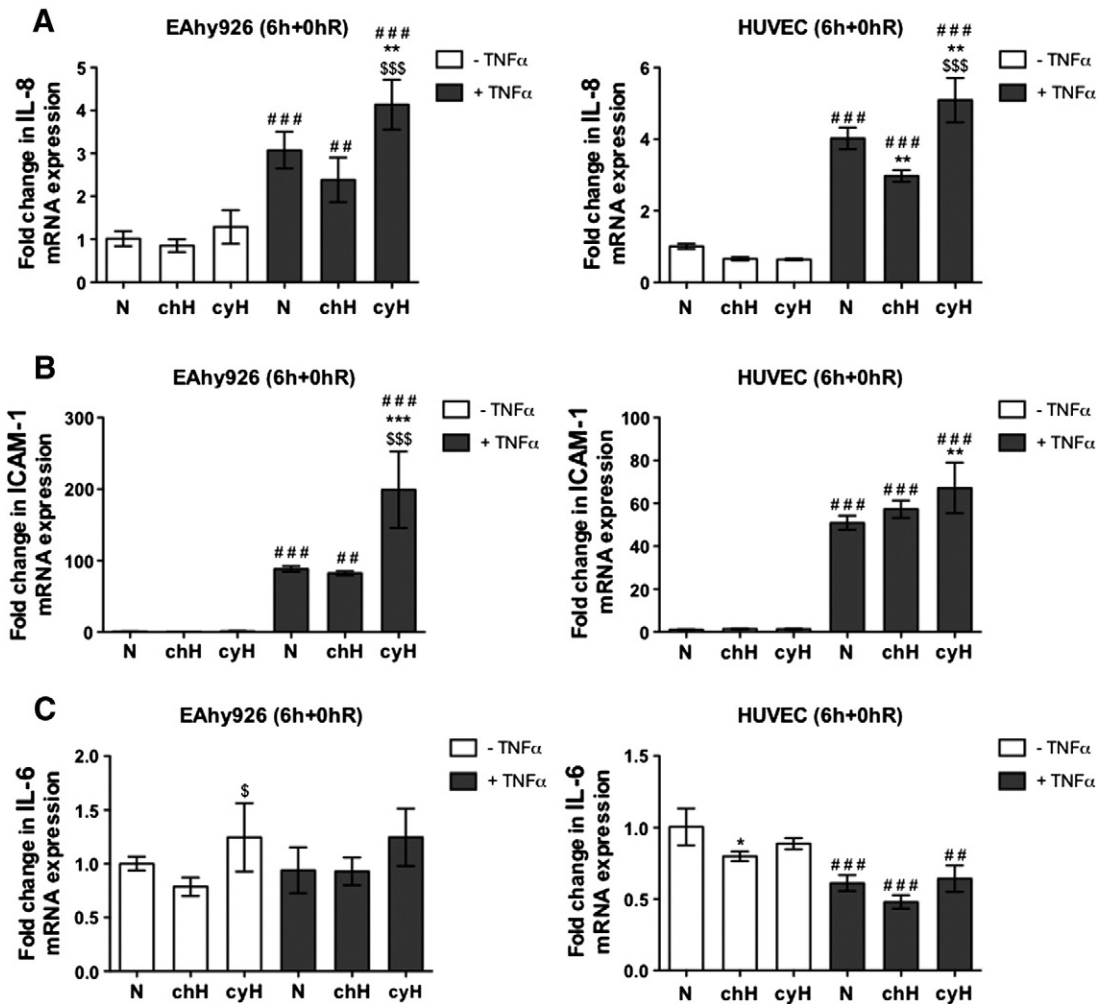 A
EAhy926 (6h+0hR)
Fold change in IL-8
mRNA expression
5
4
3
2
1
0
N chH cyH N chH cyH
###
##
###
**
$$$
- TNFα
+ TNFα
HUVEC (6h+0hR)
Fold change in IL-8
mRNA expression
6
4
2
0
N chH cyH N chH cyH
###
###
**
###
**
$$$
- TNFα
+ TNFα
B
EAhy926 (6h+0hR)
Fold change in ICAM-1
mRNA expression
300
200
100
0
N chH cyH N chH cyH
###
##
###
***
$$$
- TNFα
+ TNFα
HUVEC (6h+0hR)
Fold change in ICAM-1
mRNA expression
100
80
60
40
20
0
N chH cyH N chH cyH
###
###
###
**
- TNFα
+ TNFα
C
EAhy926 (6h+0hR)
Fold change in IL-6
mRNA expression
2.0
1.5
1.0
0.5
0.0
N chH cyH N chH cyH
$
- TNFα
+ TNFα
HUVEC (6h+0hR)
Fold change in IL-6
mRNA expression
1.5
1.0
0.5
0.0
N chH cyH N chH cyH
*
###
###
##
- TNFα
+ TNFα